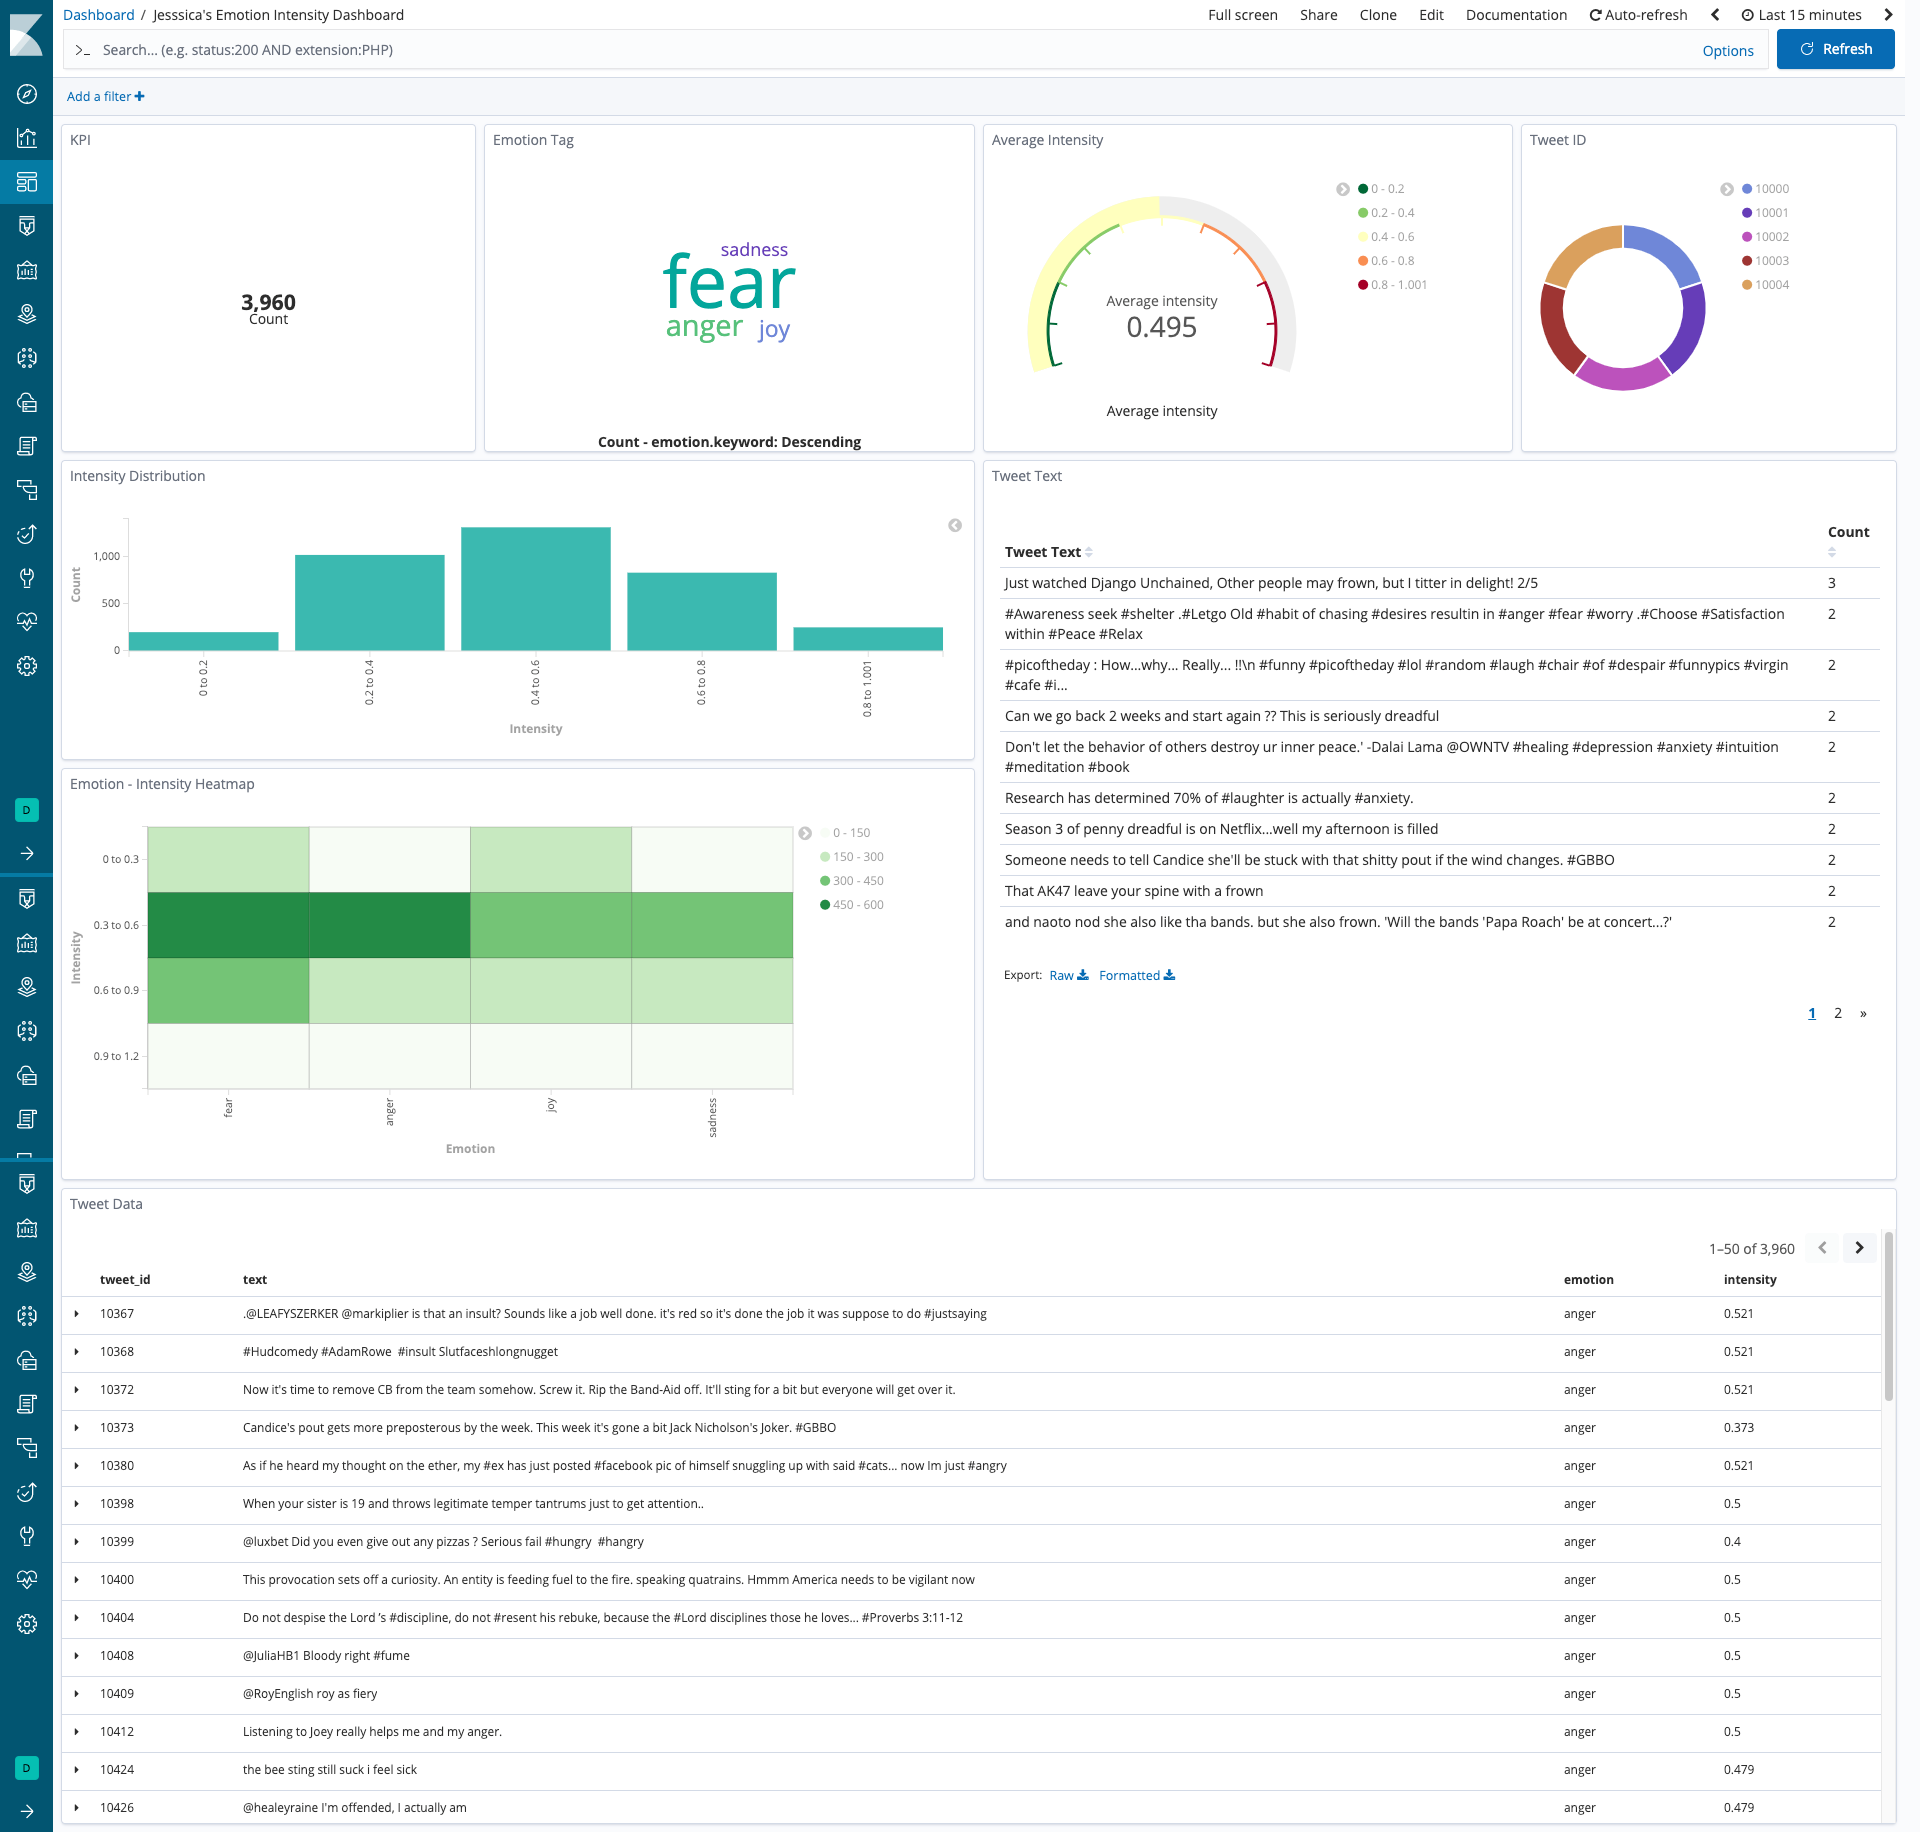 Dashboard / Jesssica's Emotion Intensity Dashboard
Full screen Share Clone Edit Documentation Auto-refresh Last 15 minutes
>_ Search... (e.g. status:200 AND extension:PHP)
Options
Refresh
Add a filter +
KPI
3,960
Count
Emotion Tag
sadness
fear
anger joy
Count - emotion.keyword: Descending
Average Intensity
Average intensity
0.495
Average intensity
0 - 0.2
0.2 - 0.4
0.4 - 0.6
0.6 - 0.8
0.8 - 1.001
Tweet ID
10000
10001
10002
10003
10004
Intensity Distribution
Count
1,000
500
0
0 to 0.2
0.2 to 0.4
0.4 to 0.6
0.6 to 0.8
0.8 to 1.001
Intensity
Emotion - Intensity Heatmap
Intensity
0 to 0.3
0.3 to 0.6
0.6 to 0.9
0.9 to 1.2
fear
anger
joy
sadness
Emotion
0 - 150
150 - 300
300 - 450
450 - 600
Tweet Text
Tweet Text Count
Just watched Django Unchained, Other people may frown, but I titter in delight! 2/5 3
#Awareness seek #shelter .#Letgo Old #habit of chasing #desires resultin in #anger #fear #worry .#Choose #Satisfaction 2
within #Peace #Relax
#picoftheday : How...why... Really... !!\n #funny #picoftheday #lol #random #laugh #chair #of #despair #funnypics #virgin 2
#cafe #i...
Can we go back 2 weeks and start again ?? This is seriously dreadful 2
Don't let the behavior of others destroy ur inner peace.' -Dalai Lama @OWNTV #healing #depression #anxiety #intuition 2
#meditation #book
Research has determined 70% of #laughter is actually #anxiety. 2
Season 3 of penny dreadful is on Netflix...well my afternoon is filled 2
Someone needs to tell Candice she'll be stuck with that shitty pout if the wind changes. #GBBO 2
That AK47 leave your spine with a frown 2
and naoto nod she also like tha bands. but she also frown. 'Will the bands 'Papa Roach' be at concert...?' 2
Export: Raw Formatted
1 2 »
Tweet Data
1–50 of 3,960
tweet_id text emotion intensity
10367 .@LEAFYSZERKER @markiplier is that an insult? Sounds like a job well done. it's red so it's done the job it was suppose to do #justsaying anger 0.521
10368 #Hudcomedy #AdamRowe #insult Slutfaceshlongnugget anger 0.521
10372 Now it's time to remove CB from the team somehow. Screw it. Rip the Band-Aid off. It'll sting for a bit but everyone will get over it. anger 0.521
10373 Candice's pout gets more preposterous by the week. This week it's gone a bit Jack Nicholson's Joker. #GBBO anger 0.373
10380 As if he heard my thought on the ether, my #ex has just posted #facebook pic of himself snuggling up with said #cats... now Im just #angry anger 0.521
10398 When your sister is 19 and throws legitimate temper tantrums just to get attention.. anger 0.5
10399 @luxbet Did you even give out any pizzas ? Serious fail #hungry #hangry anger 0.4
10400 This provocation sets off a curiosity. An entity is feeding fuel to the fire. speaking quatrains. Hmmm America needs to be vigilant now anger 0.5
10404 Do not despise the Lord 's #discipline, do not #resent his rebuke, because the #Lord disciplines those he loves... #Proverbs 3:11-12 anger 0.5
10408 @JuliaHB1 Bloody right #fume anger 0.5
10409 @RoyEnglish roy as fiery anger 0.5
10412 Listening to Joey really helps me and my anger. anger 0.5
10424 the bee sting still suck i feel sick anger 0.479
10426 @healeyraine I'm offended, I actually am anger 0.479
D
D